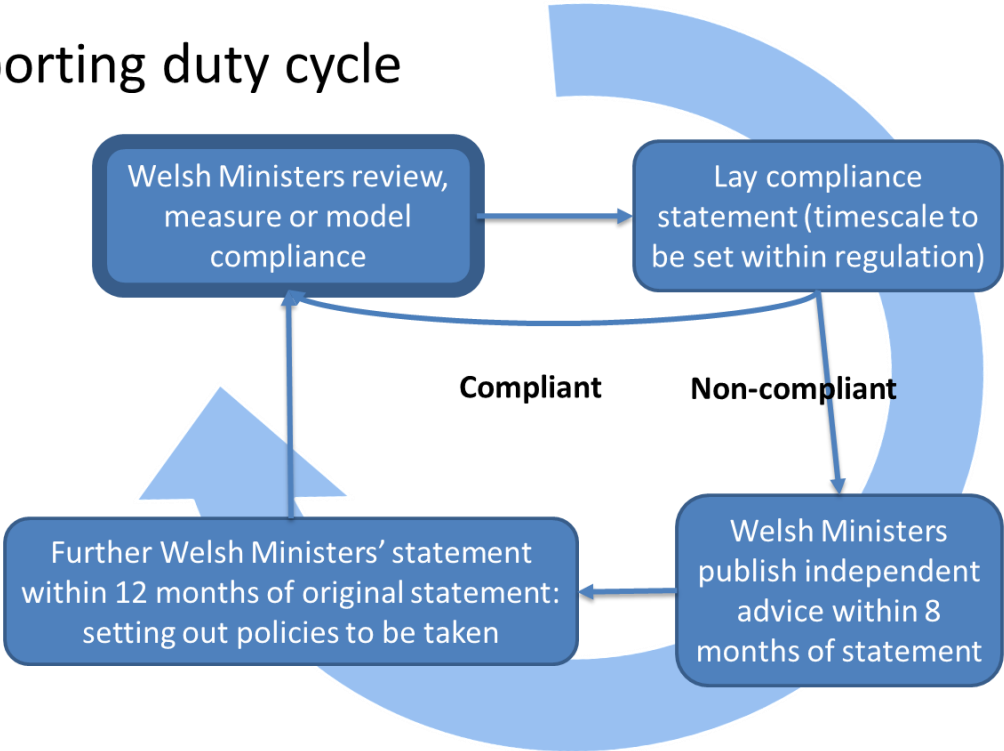 porting duty cycle
Welsh Ministers review,
measure or model
compliance
Lay compliance
statement (timescale to
be set within regulation)
Compliant
Non-compliant
Further Welsh Ministers’ statement
within 12 months of original statement:
setting out policies to be taken
Welsh Ministers
publish independent
advice within 8
months of statement